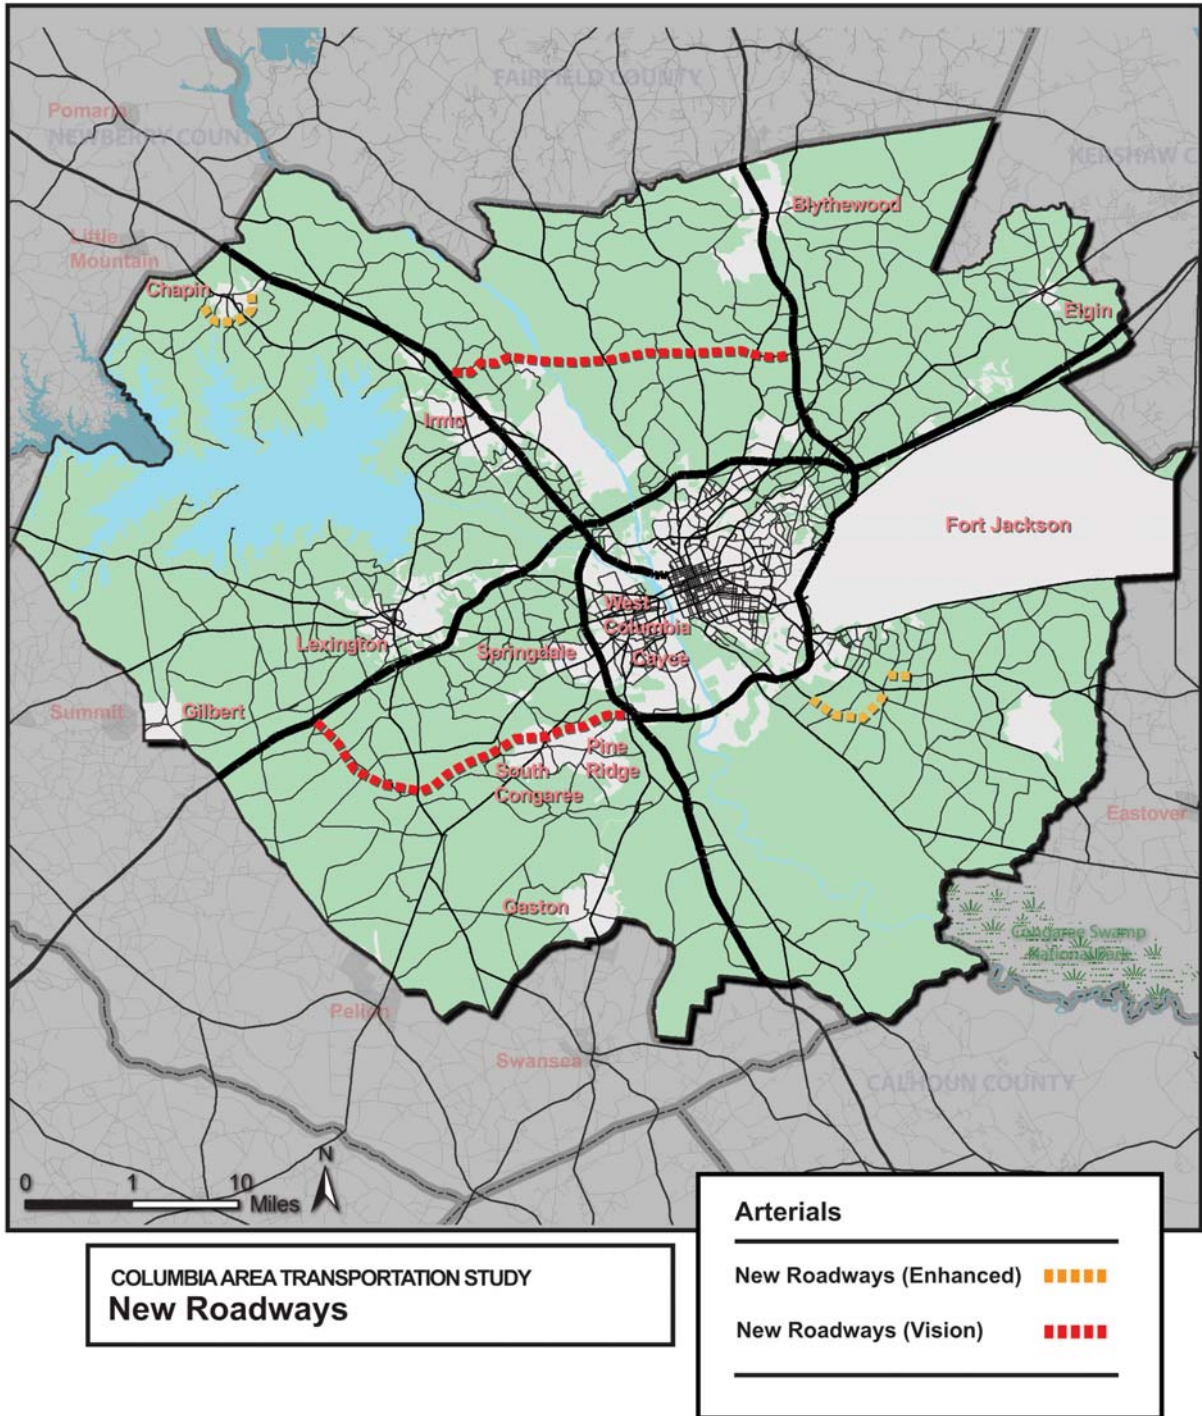 FAIRFIELD COUNTY
Pomaria
NEWBERRY COUNTY
KERSHAW C
Blythewood
Little
Mountain
Chapin
Elgin
Irmo
Fort Jackson
West
Columbia
Lexington
Springdale
Cayce
Summit
Gilbert
Pine
Ridge
South
Congaree
Eastover
Gaston
Congaree Swamp
National Park
Pelion
Swansea
CALHOUN COUNTY
N
0 1 10
Miles
COLUMBIA AREA TRANSPORTATION STUDY
New Roadways
Arterials
New Roadways (Enhanced)
New Roadways (Vision)